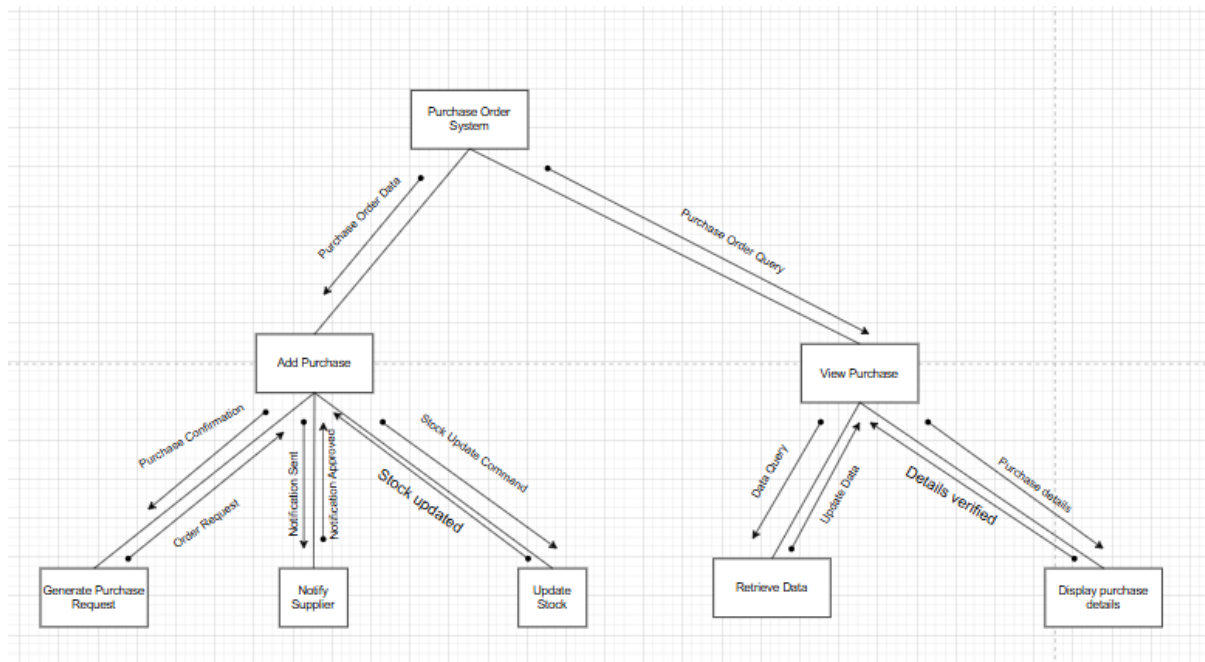 Purchase Order
System
Purchase Order Data
Purchase Order Query
Add Purchase
View Purchase
Purchase Confirmation
Order Request
Notification Sent
Notification Approved
Stock updated
Stock Update Command
Data Query
Update Data
Details verified
Purchase details
Generate Purchase
Request
Notify
Supplier
Update
Stock
Retrieve Data
Display purchase
details